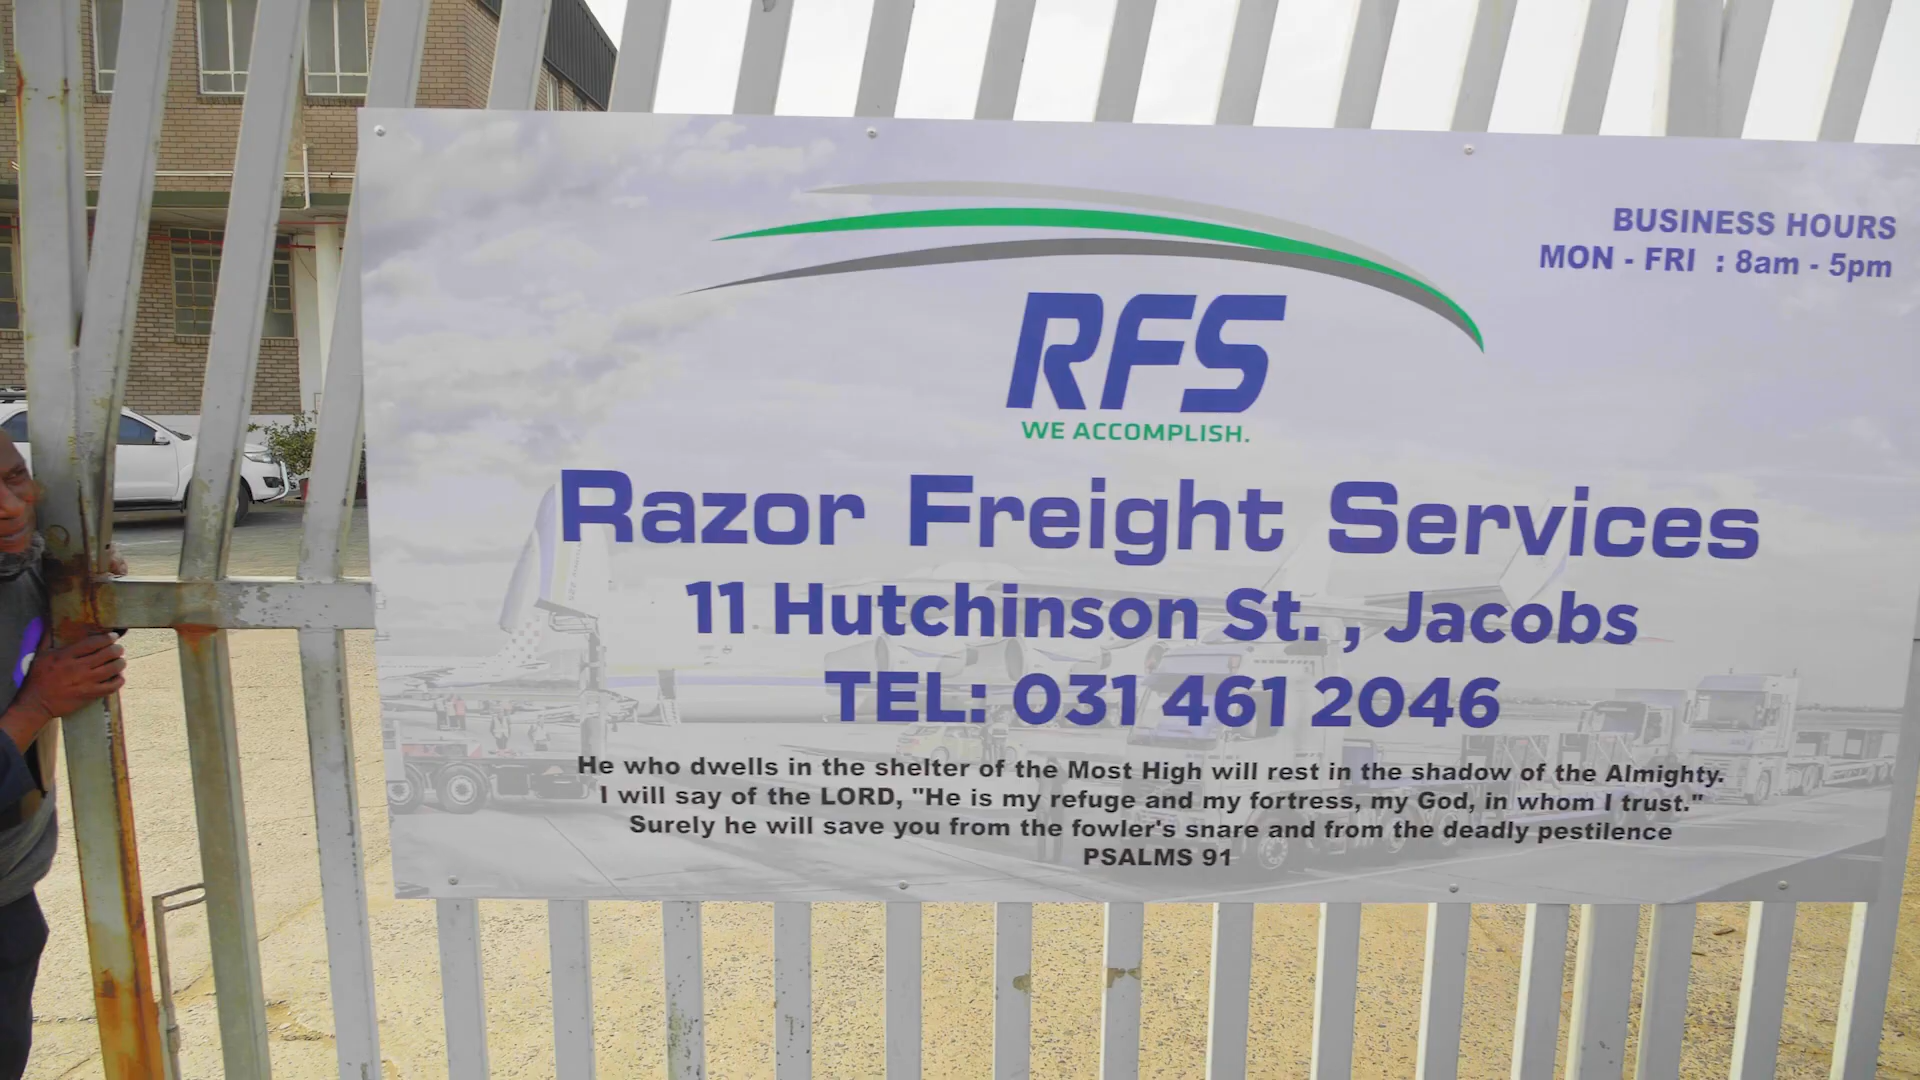 BUSINESS HOURS
MON - FRI : 8am - 5pm
RFS
WE ACCOMPLISH.
Razor Freight Services
11 Hutchinson St. , Jacobs
TEL: 031 461 2046
He who dwells in the shelter of the Most High will rest in the shadow of the Almighty.
I will say of the LORD, "He is my refuge and my fortress, my God, in whom I trust."
Surely he will save you from the fowler's snare and from the deadly pestilence
PSALMS 91